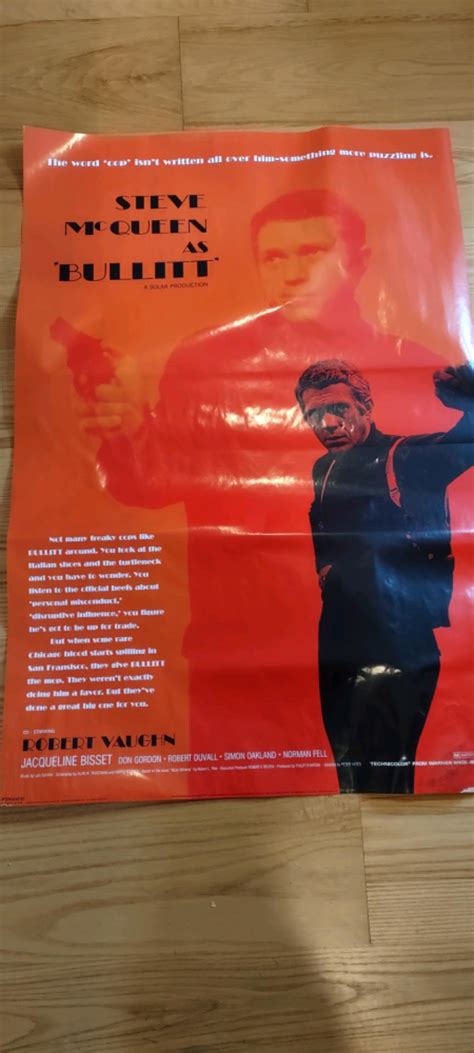 The word 'cop' isn't written all over him-something more puzzling is.
STEVE
McQUEEN
AS
'BULLITT'
A SOLAR PRODUCTION
Not many freaky cops like
BULLITT around. You look at the
Italian shoes and the turtleneck
and you have to wonder. You
listen to the official beefs about
"personal misconduct,"
"disruptive influence," you figure
he's got to be up for trade.
But when some rare
Chicago blood starts spilling in
San Fransisco, they give BULLITT
the mop. They weren't exactly
doing him a favor. But they've
done a great big one for you.
CO-STARRING
ROBERT VAUGHN
JACQUELINE BISSET DON GORDON • ROBERT DUVALL • SIMON OAKLAND • NORMAN FELL
TECHNICOLOR® FROM WARNER BROS.